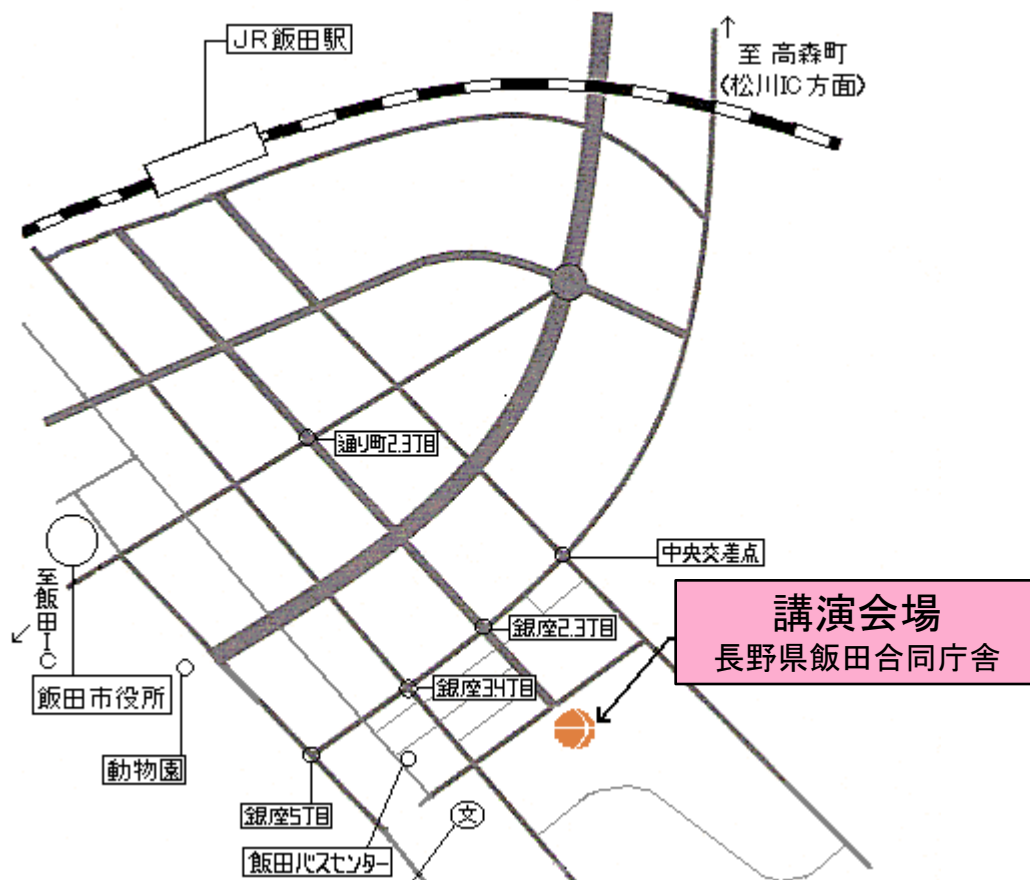 JR飯田駅
↑
至 高森町
(松川IC 方面)
通り町2.3丁目
中央交差点
講演会場
長野県飯田合同庁舎
銀座2.3丁目
至飯田IC
銀座3.4丁目
飯田市役所
動物園
銀座5丁目
文
飯田バスセンター